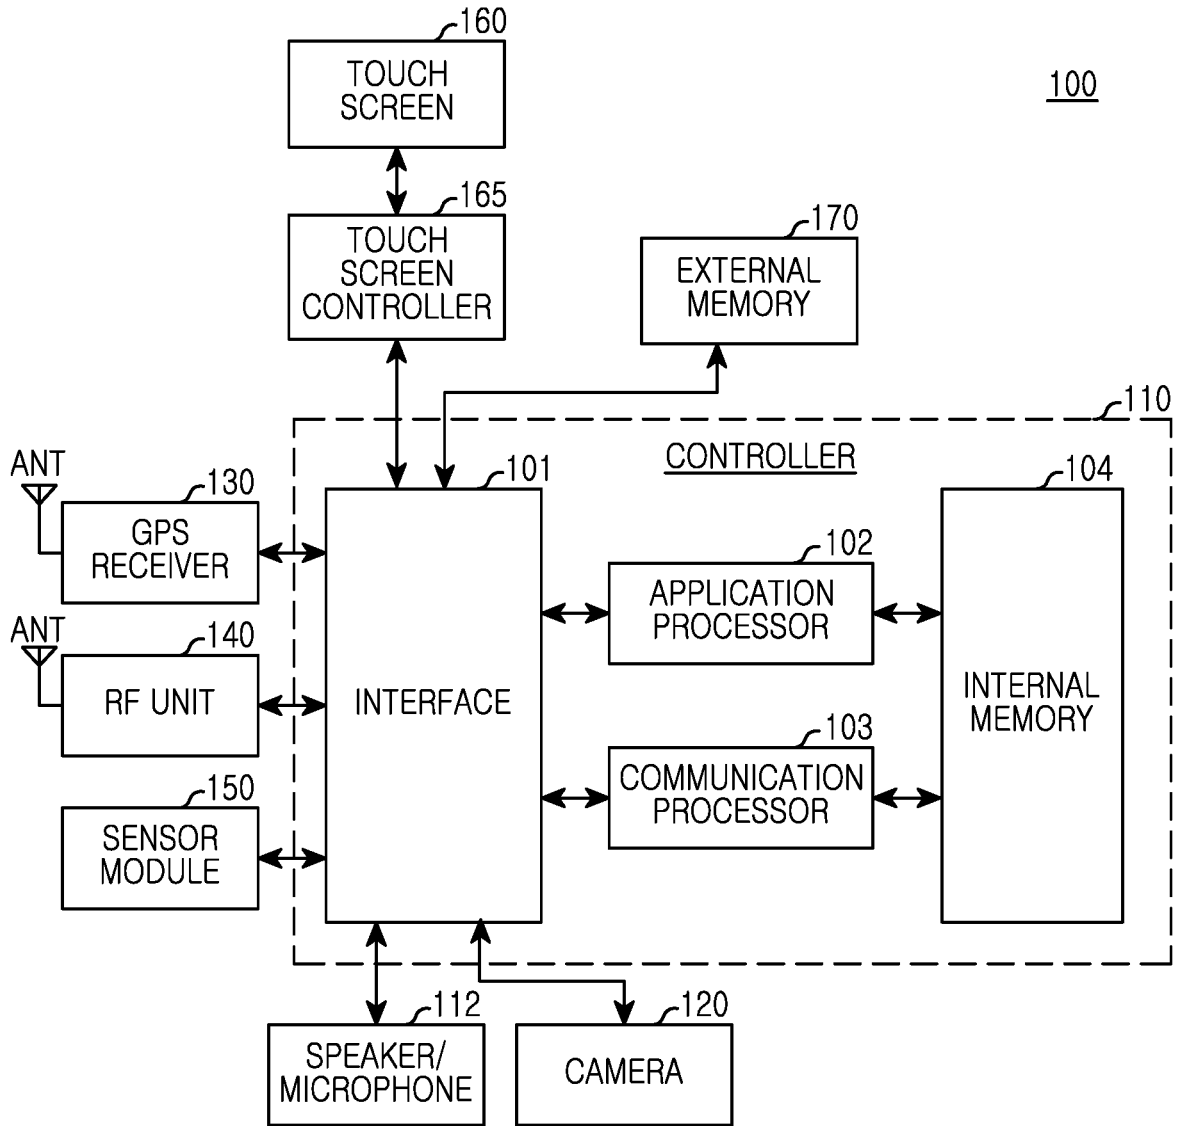 160
TOUCH
SCREEN
100
165
TOUCH
SCREEN
CONTROLLER
170
EXTERNAL
MEMORY
110
CONTROLLER
ANT
130
GPS
RECEIVER
101
INTERFACE
104
INTERNAL
MEMORY
102
APPLICATION
PROCESSOR
ANT
140
RF UNIT
103
COMMUNICATION
PROCESSOR
150
SENSOR
MODULE
112
SPEAKER/
MICROPHONE
120
CAMERA